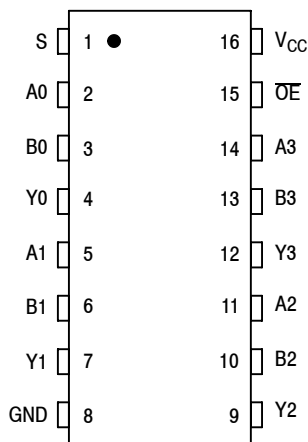 S 1 16 VCC
A0 2 15 O̅E̅
B0 3 14 A3
Y0 4 13 B3
A1 5 12 Y3
B1 6 11 A2
Y1 7 10 B2
GND 8 9 Y2